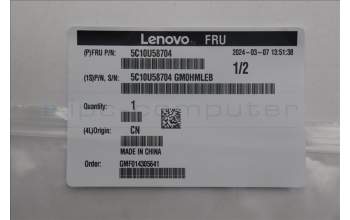 Lenovo FRU
(P)FRU P/N: 5C10U58704 2024-03-07 13:51:38
1/2
(1S)P/N, S/N: 5C10U58704 GM0HMLEB
Quantity: 1
(4L)Origin: CN
MADE IN CHINA
Order: GMF014305641